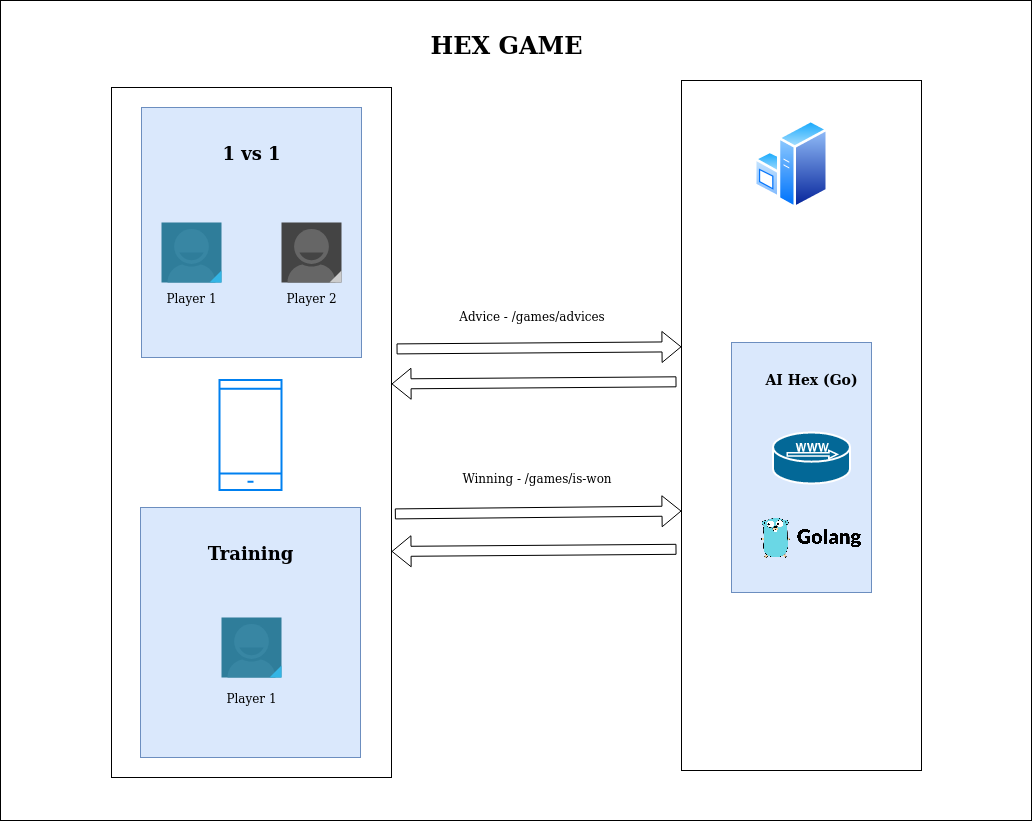 HEX GAME
1 vs 1
Player 1
Player 2
Training
Player 1
Advice - /games/advices
Winning - /games/is-won
AI Hex (Go)
WWW
Golang